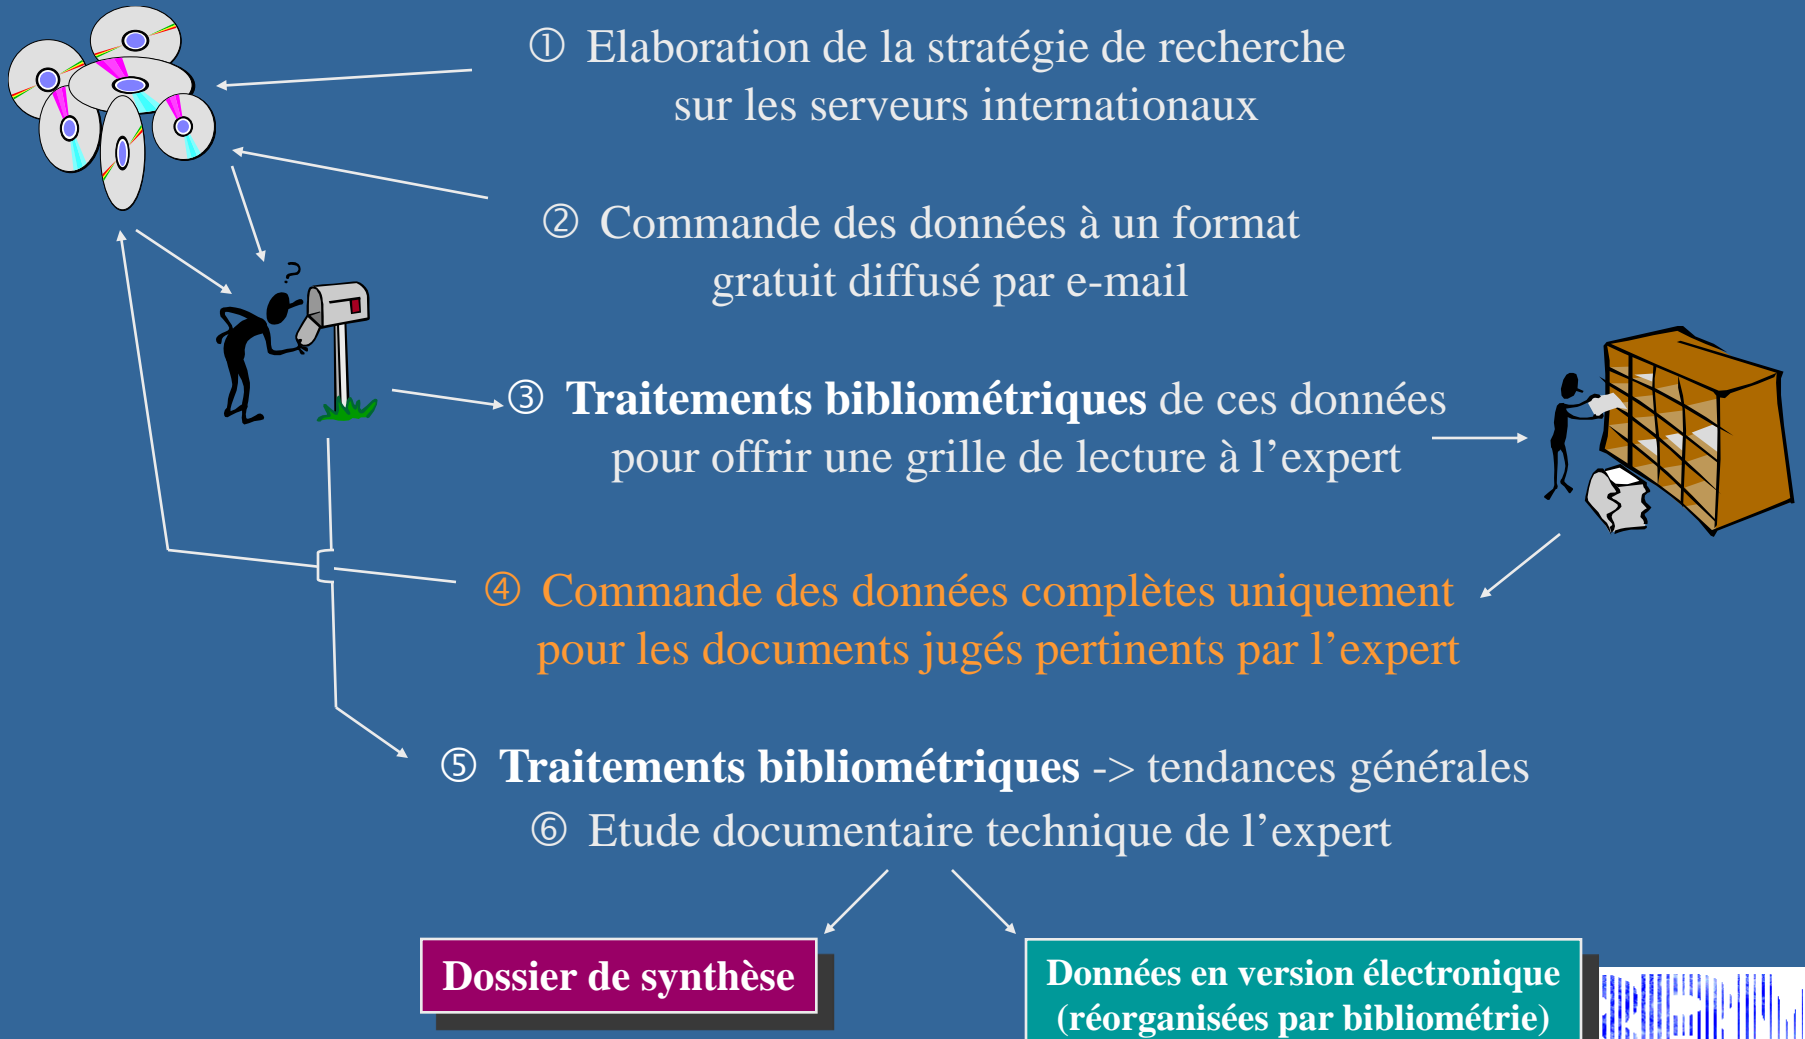 ① Elaboration de la stratégie de recherche
sur les serveurs internationaux
② Commande des données à un format
gratuit diffusé par e-mail
③ Traitements bibliométriques de ces données
pour offrir une grille de lecture à l’expert
④ Commande des données complètes uniquement
pour les documents jugés pertinents par l’expert
⑤ Traitements bibliométriques -> tendances générales
⑥ Etude documentaire technique de l’expert
Dossier de synthèse
Données en version électronique
(réorganisées par bibliométrie)